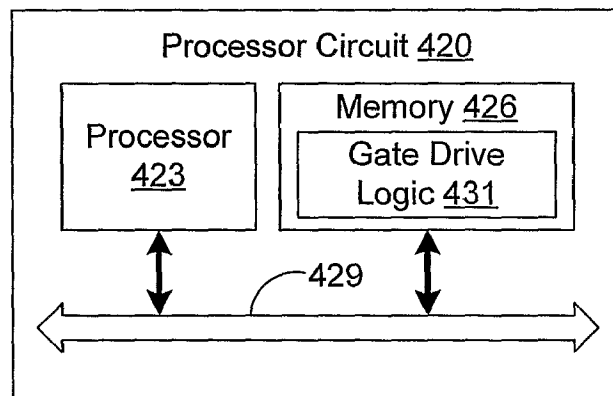 Processor Circuit 420
Processor
423
Memory 426
Gate Drive
Logic 431
429